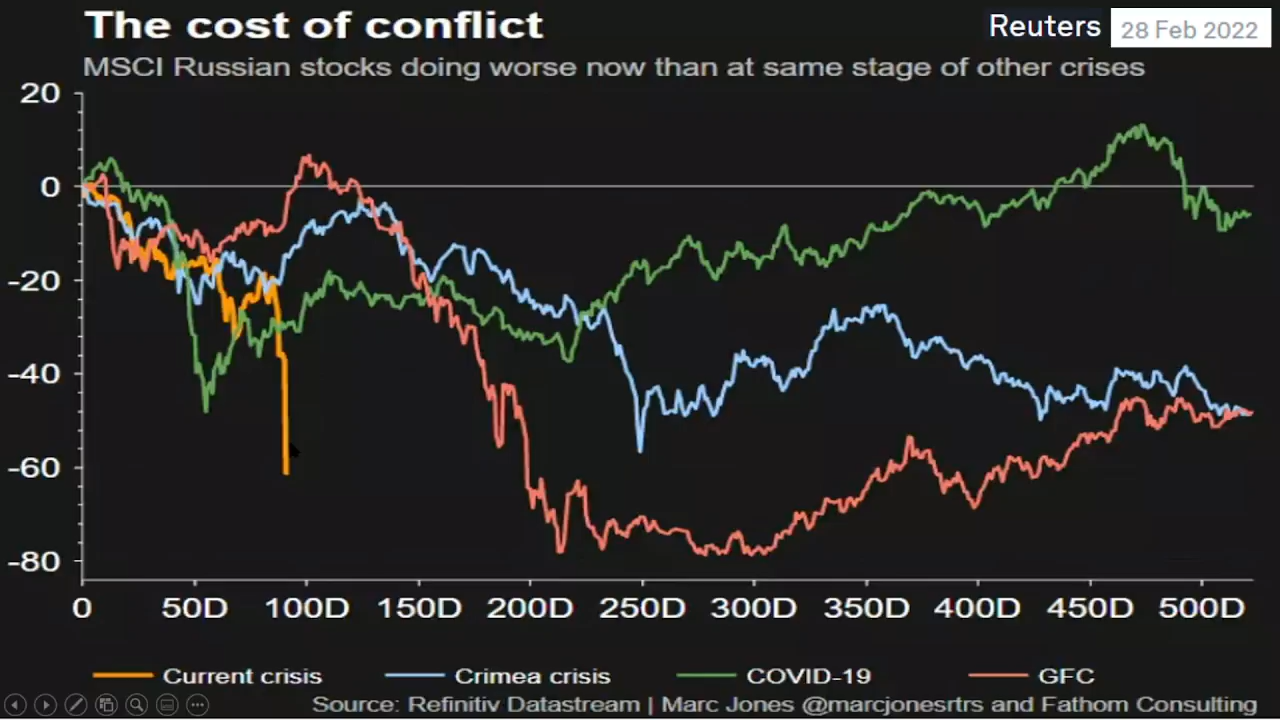 The cost of conflict
Reuters 28 Feb 2022
MSCI Russian stocks doing worse now than at same stage of other crises
20
0
-20
-40
-60
-80
0 50D 100D 150D 200D 250D 300D 350D 400D 450D 500D
Current crisis Crimea crisis COVID-19 GFC
Source: Refinitiv Datastream | Marc Jones @marcjonesrtrs and Fathom Consulting